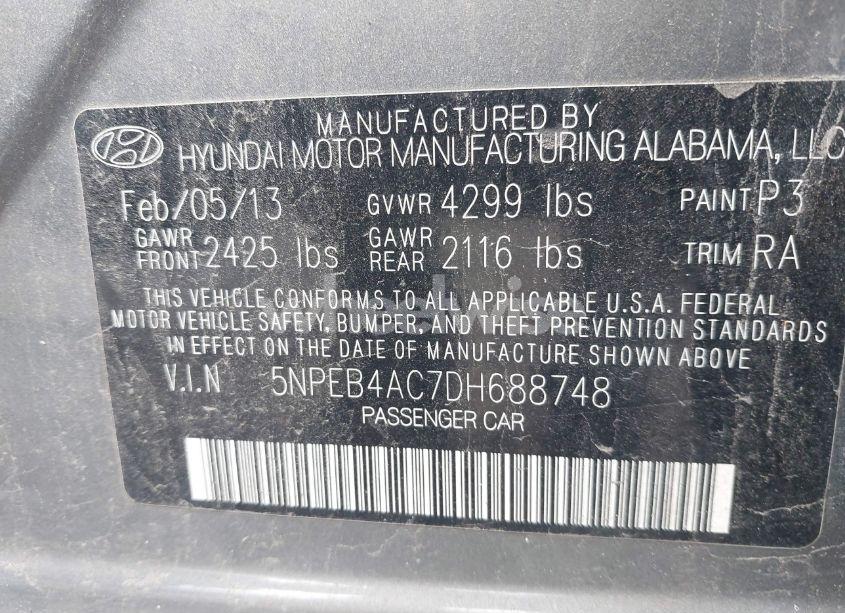 MANUFACTURED BY
HYUNDAI MOTOR MANUFACTURING ALABAMA, LLC
Feb/05/13 GVWR 4299 lbs PAINT P3
GAWR FRONT 2425 lbs GAWR REAR 2116 lbs TRIM RA
THIS VEHICLE CONFORMS TO ALL APPLICABLE U.S.A. FEDERAL
MOTOR VEHICLE SAFETY, BUMPER, AND THEFT PREVENTION STANDARDS
IN EFFECT ON THE DATE OF MANUFACTURE SHOWN ABOVE
V.I.N 5NPEB4AC7DH688748
PASSENGER CAR